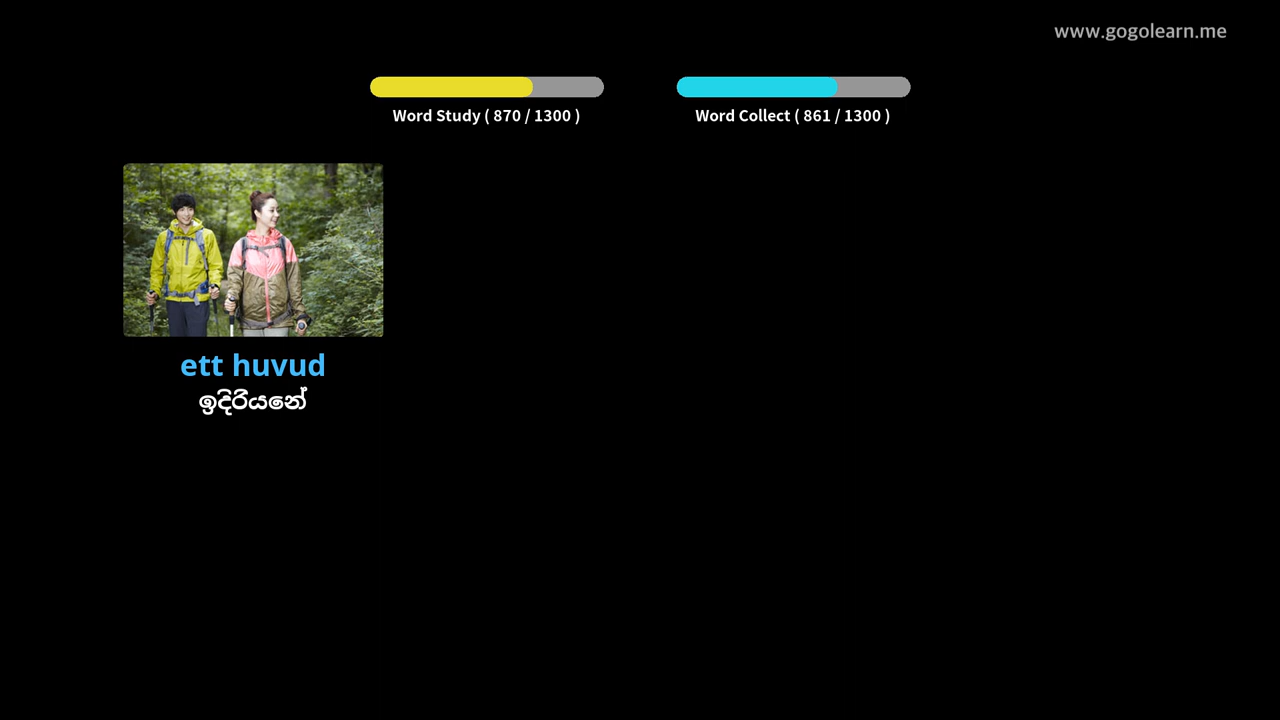 www.gogolearn.me
Word Study ( 870 / 1300 )
Word Collect ( 861 / 1300 )
ett huvud
ඉදිරියනේ